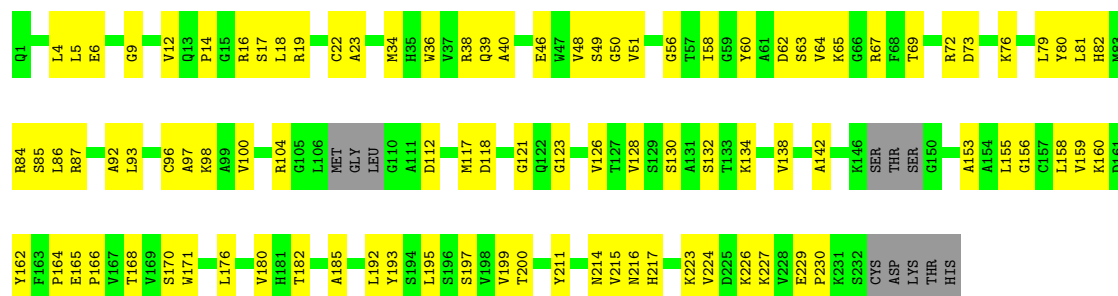 Q1 L4 L5 E6 G9 V12 Q13 P14 G15 R16 S17 L18 R19 C22 A23 M34 H35 W36 V37 R38 Q39 A40 E46 W47 V48 S49 G50 V51 G56 T57 I58 G59 Y60 A61 D62 S63 V64 K65 G66 R67 F68 T69 R72 D73 K76 L79 Y80 L81 H82 M83
R84 S85 L86 R87 A92 L93 C96 A97 K98 A99 V100 R104 G105 L106 MET GLY LEU G110 A111 D112 M117 D118 G121 Q122 G123 V126 T127 V128 S129 S130 A131 S132 T133 K134 V138 A142 K146 SER THR SER G150 A153 A154 L155 G156 C157 L158 V159 K160 D161
Y162 F163 P164 E165 P166 V167 T168 V169 S170 W171 L176 V180 H181 T182 A185 L192 Y193 S194 L195 S196 S197 V198 V199 T200 Y211 N214 V215 N216 H217 K223 V224 D225 K226 K227 V228 E229 P230 K231 S232 CYS ASP LYS THR HIS